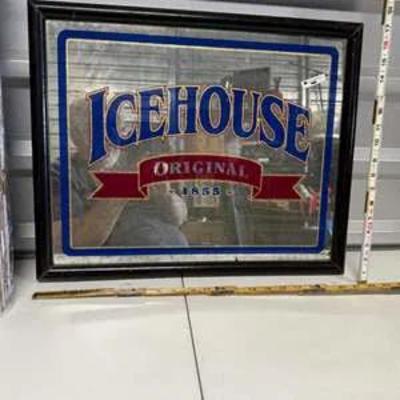 ICEHOUSE
ORIGINAL
- 1855 -